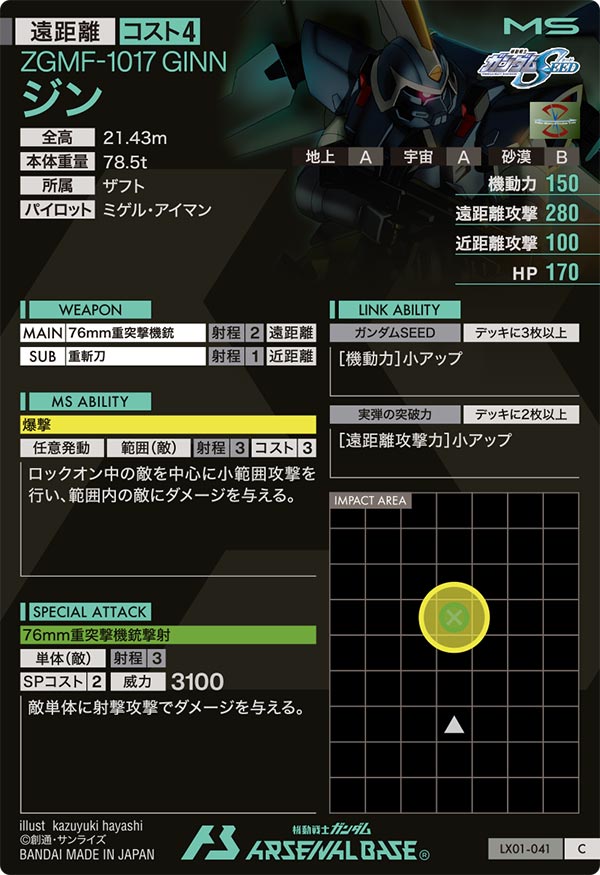 遠距離 コスト4
MS
ZGMF-1017 GINN
ジン
機動戦士
ガンダムSEED
全高 21.43m
本体重量 78.5t
所属 ザフト
パイロット ミゲル・アイマン
地上 A 宇宙 A 砂漠 B
機動力 150
遠距離攻撃 280
近距離攻撃 100
HP 170
WEAPON
MAIN 76mm重突撃機銃 射程 2 遠距離
SUB 重斬刀 射程 1 近距離
MS ABILITY
爆撃
任意発動 範囲(敵) 射程 3 コスト 3
ロックオン中の敵を中心に小範囲攻撃を
行い、範囲内の敵にダメージを与える。
SPECIAL ATTACK
76mm重突撃機銃撃射
単体(敵) 射程 3
SPコスト 2 威力 3100
敵単体に射撃攻撃でダメージを与える。
LINK ABILITY
ガンダムSEED デッキに3枚以上
[機動力]小アップ
実弾の突破力 デッキに2枚以上
[遠距離攻撃力]小アップ
IMPACT AREA
illust kazuyuki hayashi
©創通・サンライズ
BANDAI MADE IN JAPAN
機動戦士ガンダム
AB ARSENAL BASE®
LX01-041 C